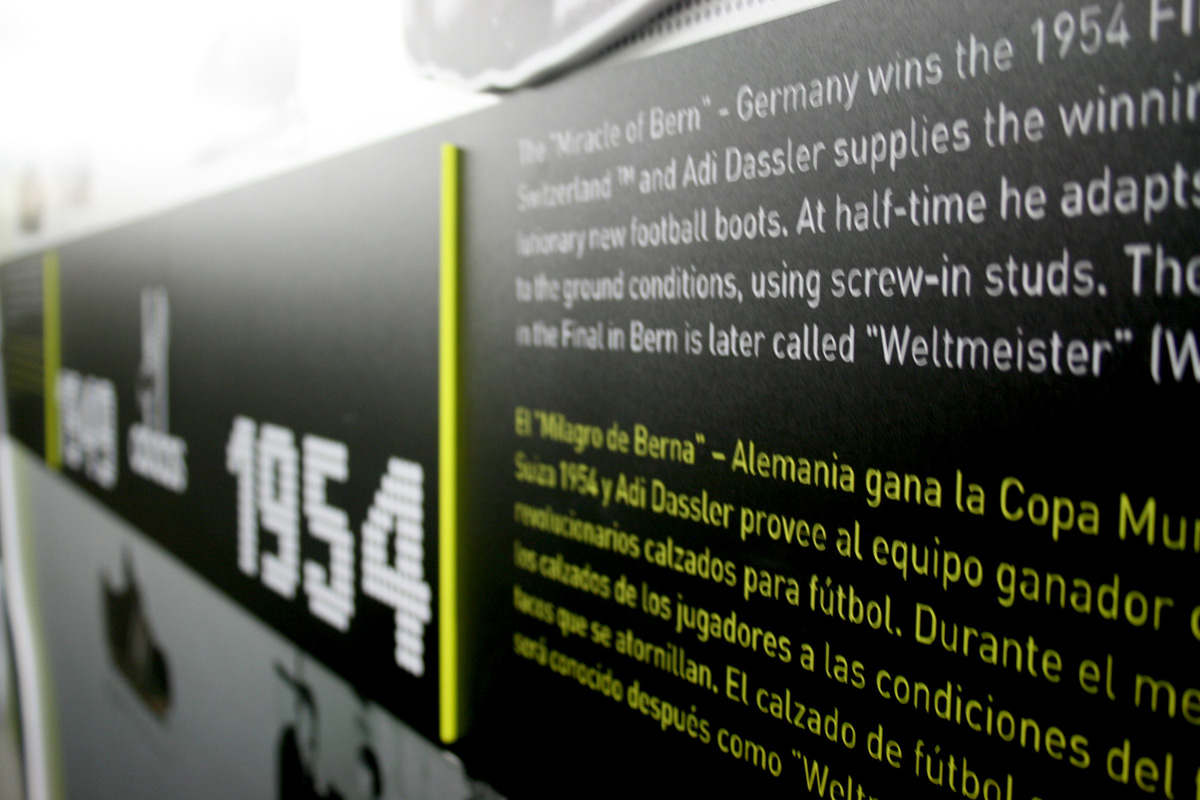 The "Miracle of Bern" - Germany wins the 1954 FI
Switzerland ™ and Adi Dassler supplies the winnin
lutionary new football boots. At half-time he adapts
to the ground conditions, using screw-in studs. The
in the Final in Bern is later called "Weltmeister" (W
1949
adidas
1954
El "Milagro de Berna" – Alemania gana la Copa Mun
Suiza 1954 y Adi Dassler provee al equipo ganador
revolucionarios calzados para fútbol. Durante el me
los calzados de los jugadores a las condiciones del
tacos que se atornillan. El calzado de fútbol
será conocido después como "Welt